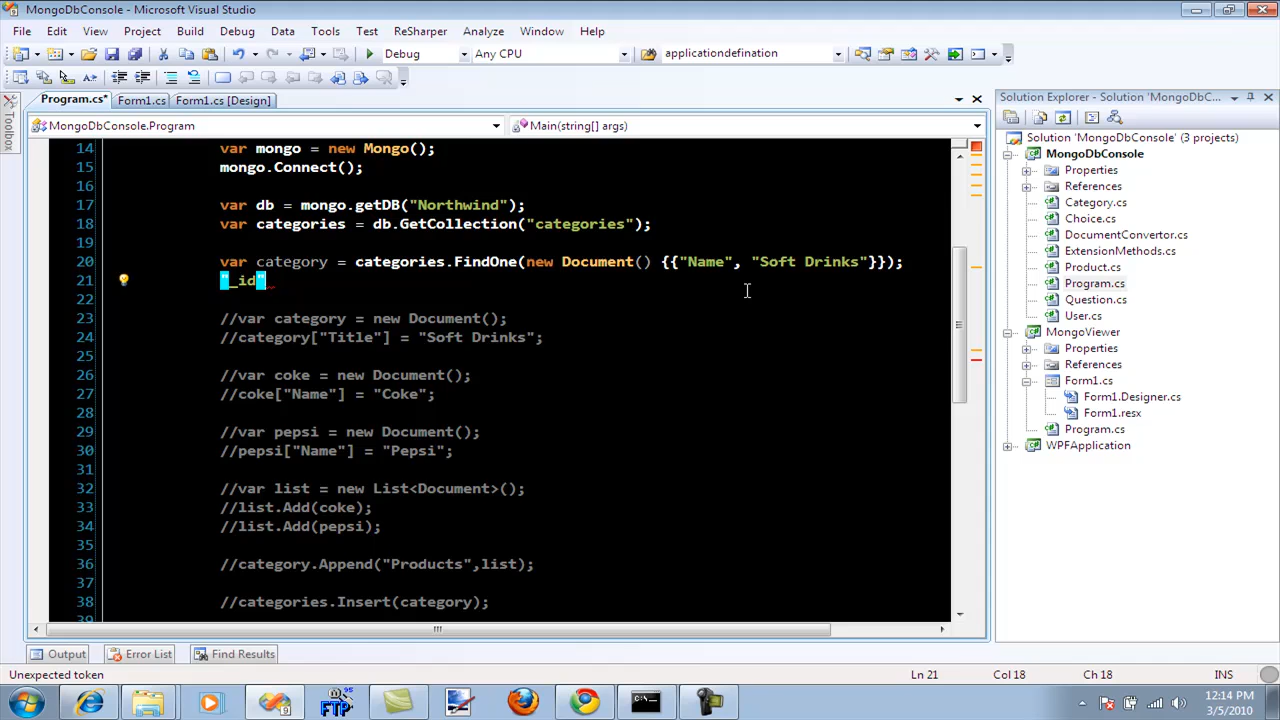 MongoDbConsole - Microsoft Visual Studio
File Edit View Project Build Debug Data Tools Test ReSharper Analyze Window Help
Debug Any CPU applicationdefination
Program.cs* Form1.cs Form1.cs [Design]
Solution Explorer - MongoDbC...
Toolbox
MongoDbConsole.Program Main(string[] args)
14 var mongo = new Mongo();
15 mongo.Connect();
16
17 var db = mongo.getDB("Northwind");
18 var categories = db.GetCollection("categories");
19
20 var category = categories.FindOne(new Document() {{"Name", "Soft Drinks"}});
21 "_id"
22
23 //var category = new Document();
24 //category["Title"] = "Soft Drinks";
25
26 //var coke = new Document();
27 //coke["Name"] = "Coke";
28
29 //var pepsi = new Document();
30 //pepsi["Name"] = "Pepsi";
31
32 //var list = new List<Document>();
33 //list.Add(coke);
34 //list.Add(pepsi);
35
36 //category.Append("Products",list);
37
38 //categories.Insert(category);
39
Solution 'MongoDbConsole' (3 projects)
MongoDbConsole
Properties
References
Category.cs
Choice.cs
DocumentConvertor.cs
ExtensionMethods.cs
Product.cs
Program.cs
Question.cs
User.cs
MongoViewer
Properties
References
Form1.cs
Form1.Designer.cs
Form1.resx
Program.cs
WPFApplication
Output Error List Find Results
Unexpected token Ln 21 Col 18 Ch 18 INS
FTP
12:14 PM
3/5/2010